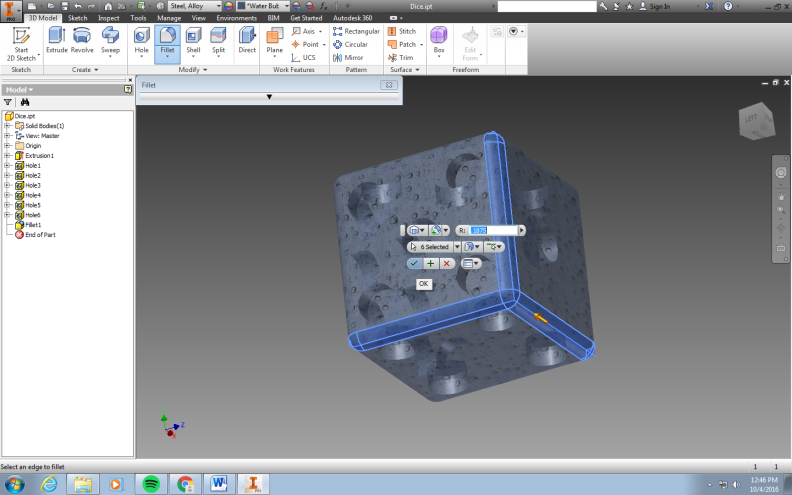 Steel, Alloy
*Water But
Dice.ipt
Sign In
PRO
3D Model Sketch Inspect Tools Manage View Environments BIM Get Started Autodesk 360
Start
2D Sketch
Extrude Revolve Sweep
Hole Fillet Shell Split Direct
Plane
Axis
Point
UCS
Rectangular
Circular
Mirror
Stitch
Patch
Trim
Box
Edit
Form
Sketch Create Modify Work Features Pattern Surface Freeform
Model
Fillet
Dice.ipt
Solid Bodies(1)
View: Master
Origin
Extrusion1
Hole1
Hole2
Hole3
Hole4
Hole5
Hole6
Fillet1
End of Part
LEFT
R: .1875
6 Selected
OK
Z
X
Select an edge to fillet
1 1
12:46 PM
10/4/2016